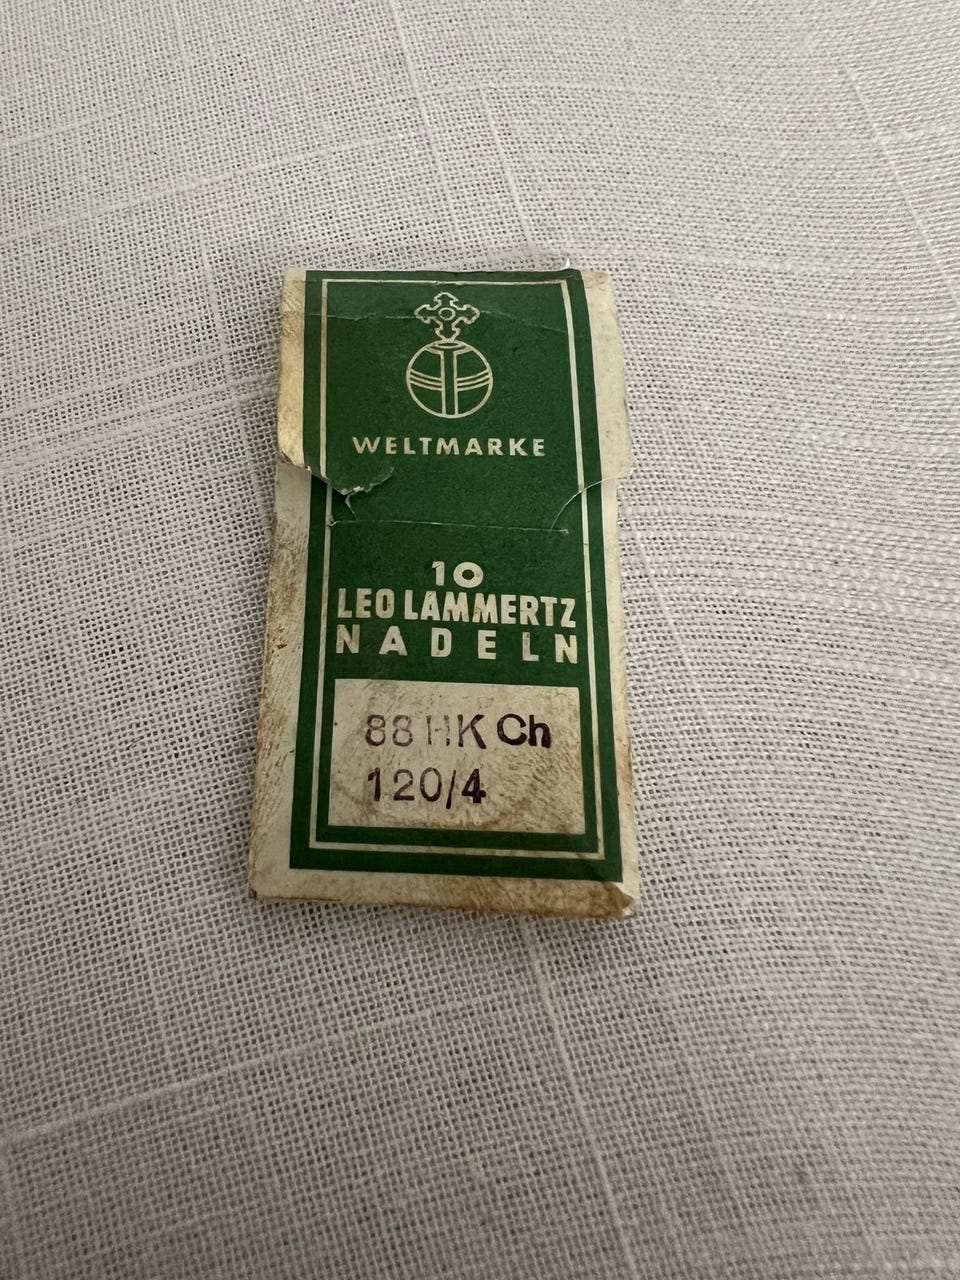 WELTMARKE
10
LEO LAMMERTZ
NADELN
88 HK Ch
120/4